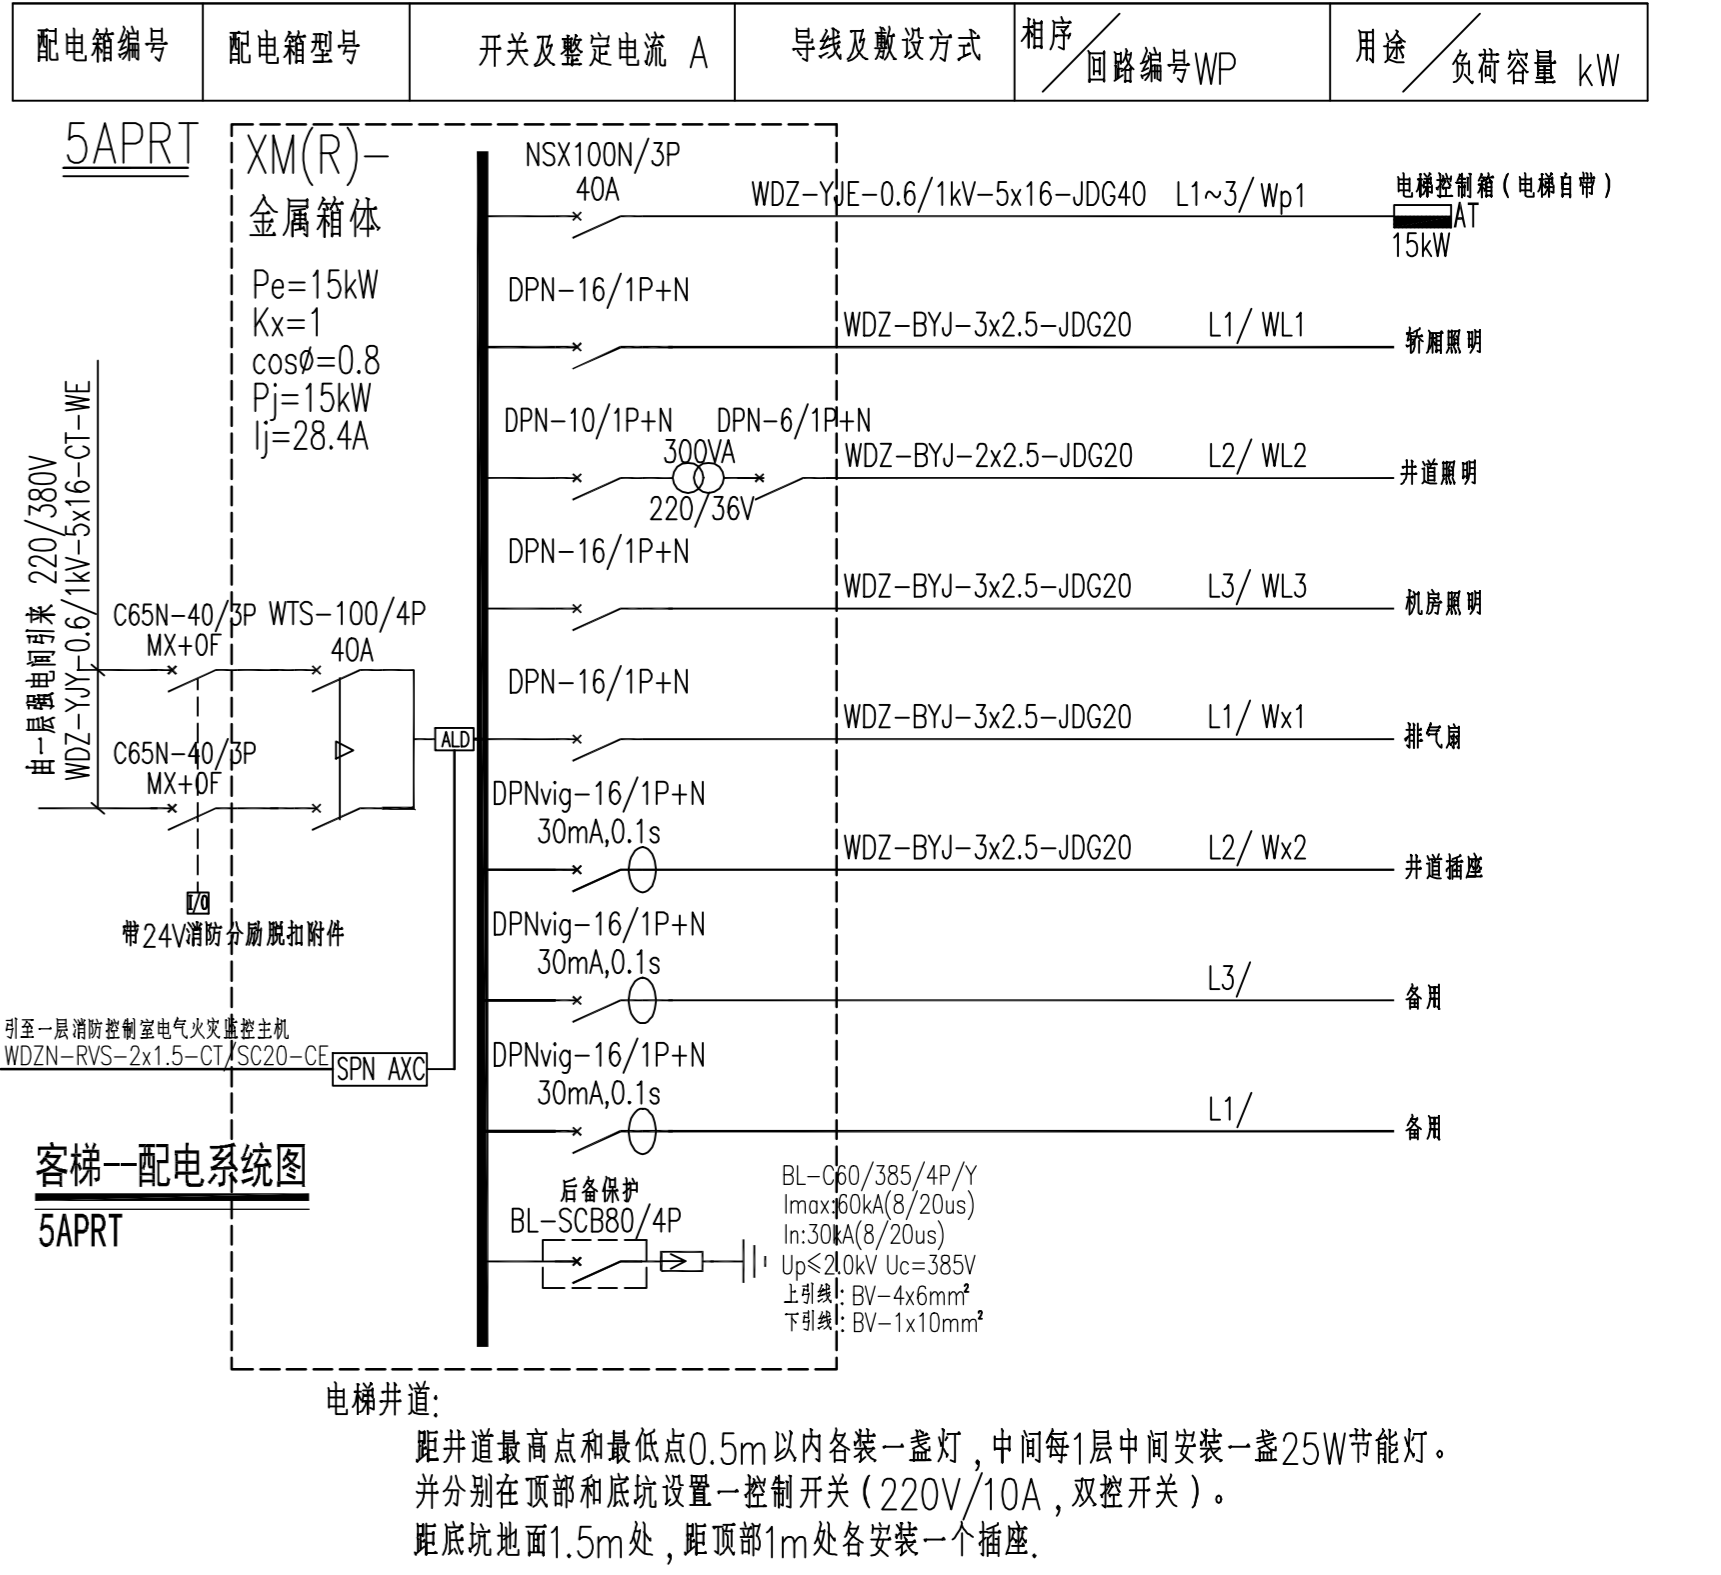 配电箱编号
配电箱型号
开关及整定电流 A
导线及敷设方式
相序/回路编号WP
用途/负荷容量 kW
5APRT
XM(R)-
金属箱体
Pe=15kW
Kx=1
cosø=0.8
Pj=15kW
Ij=28.4A
NSX100N/3P
40A
WDZ-YJE-0.6/1kV-5x16-JDG40
L1~3/ Wp1
电梯控制箱(电梯自带)
AT
15kW
DPN-16/1P+N
WDZ-BYJ-3x2.5-JDG20
L1/ WL1
轿厢照明
DPN-10/1P+N
300VA
220/36V
DPN-6/1P+N
WDZ-BYJ-2x2.5-JDG20
L2/ WL2
井道照明
DPN-16/1P+N
WDZ-BYJ-3x2.5-JDG20
L3/ WL3
机房照明
DPN-16/1P+N
WDZ-BYJ-3x2.5-JDG20
L1/ Wx1
排气扇
DPNvig-16/1P+N
30mA,0.1s
WDZ-BYJ-3x2.5-JDG20
L2/ Wx2
井道插座
DPNvig-16/1P+N
30mA,0.1s
L3/
备用
DPNvig-16/1P+N
30mA,0.1s
L1/
备用
后备保护
BL-SCB80/4P
BL-C60/385/4P/Y
Imax:60kA(8/20us)
In:30kA(8/20us)
Up≤2.0kV Uc=385V
上引线:BV-4x6mm²
下引线:BV-1x10mm²
由一层强电间引来 220/380V
WDZ-YJY-0.6/1kV-5x16-CT-WE
C65N-40/3P
MX+OF
WTS-100/4P
40A
C65N-40/3P
MX+OF
ALD
I/O
带24V消防分励脱扣附件
引至一层消防控制室电气火灾监控主机
WDZN-RVS-2x1.5-CT/SC20-CE
SPN AXC
客梯--配电系统图
5APRT
电梯井道:
距井道最高点和最低点0.5m以内各装一盏灯,中间每1层中间安装一盏25W节能灯。
并分别在顶部和底坑设置一控制开关(220V/10A,双控开关)。
距底坑地面1.5m处,距顶部1m处各安装一个插座.